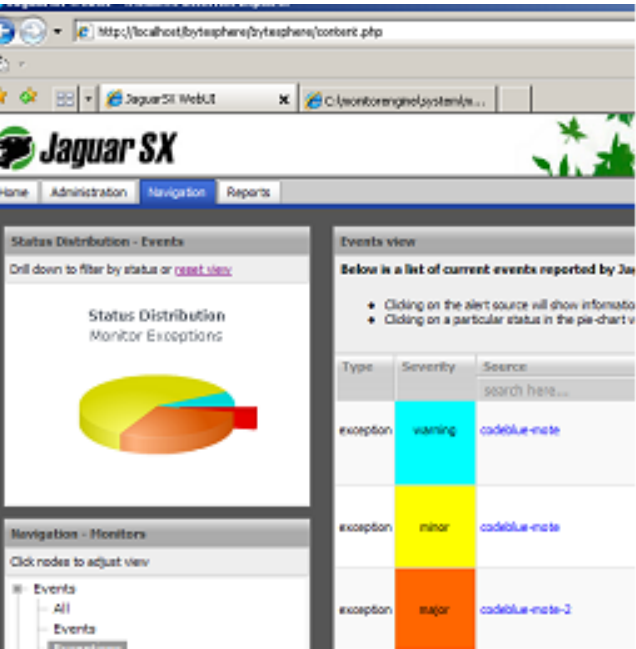 http://localhost/bytesphere/bytesphere/content.php
JaguarSX WebUI
Jaguar SX
Home Administration Navigation Reports
Status Distribution - Events
Drill down to filter by status or reset view
Status Distribution
Monitor Exceptions
Navigation - Monitors
Click nodes to adjust view
Events
All
Events
Events view
Below is a list of current events reported by
Clicking on the alert source will show
Clicking on a particular status in the pie-chart
Type Severity Source
search here...
exception warning codeblue-mote
exception minor codeblue-mote
exception major codeblue-mote-2